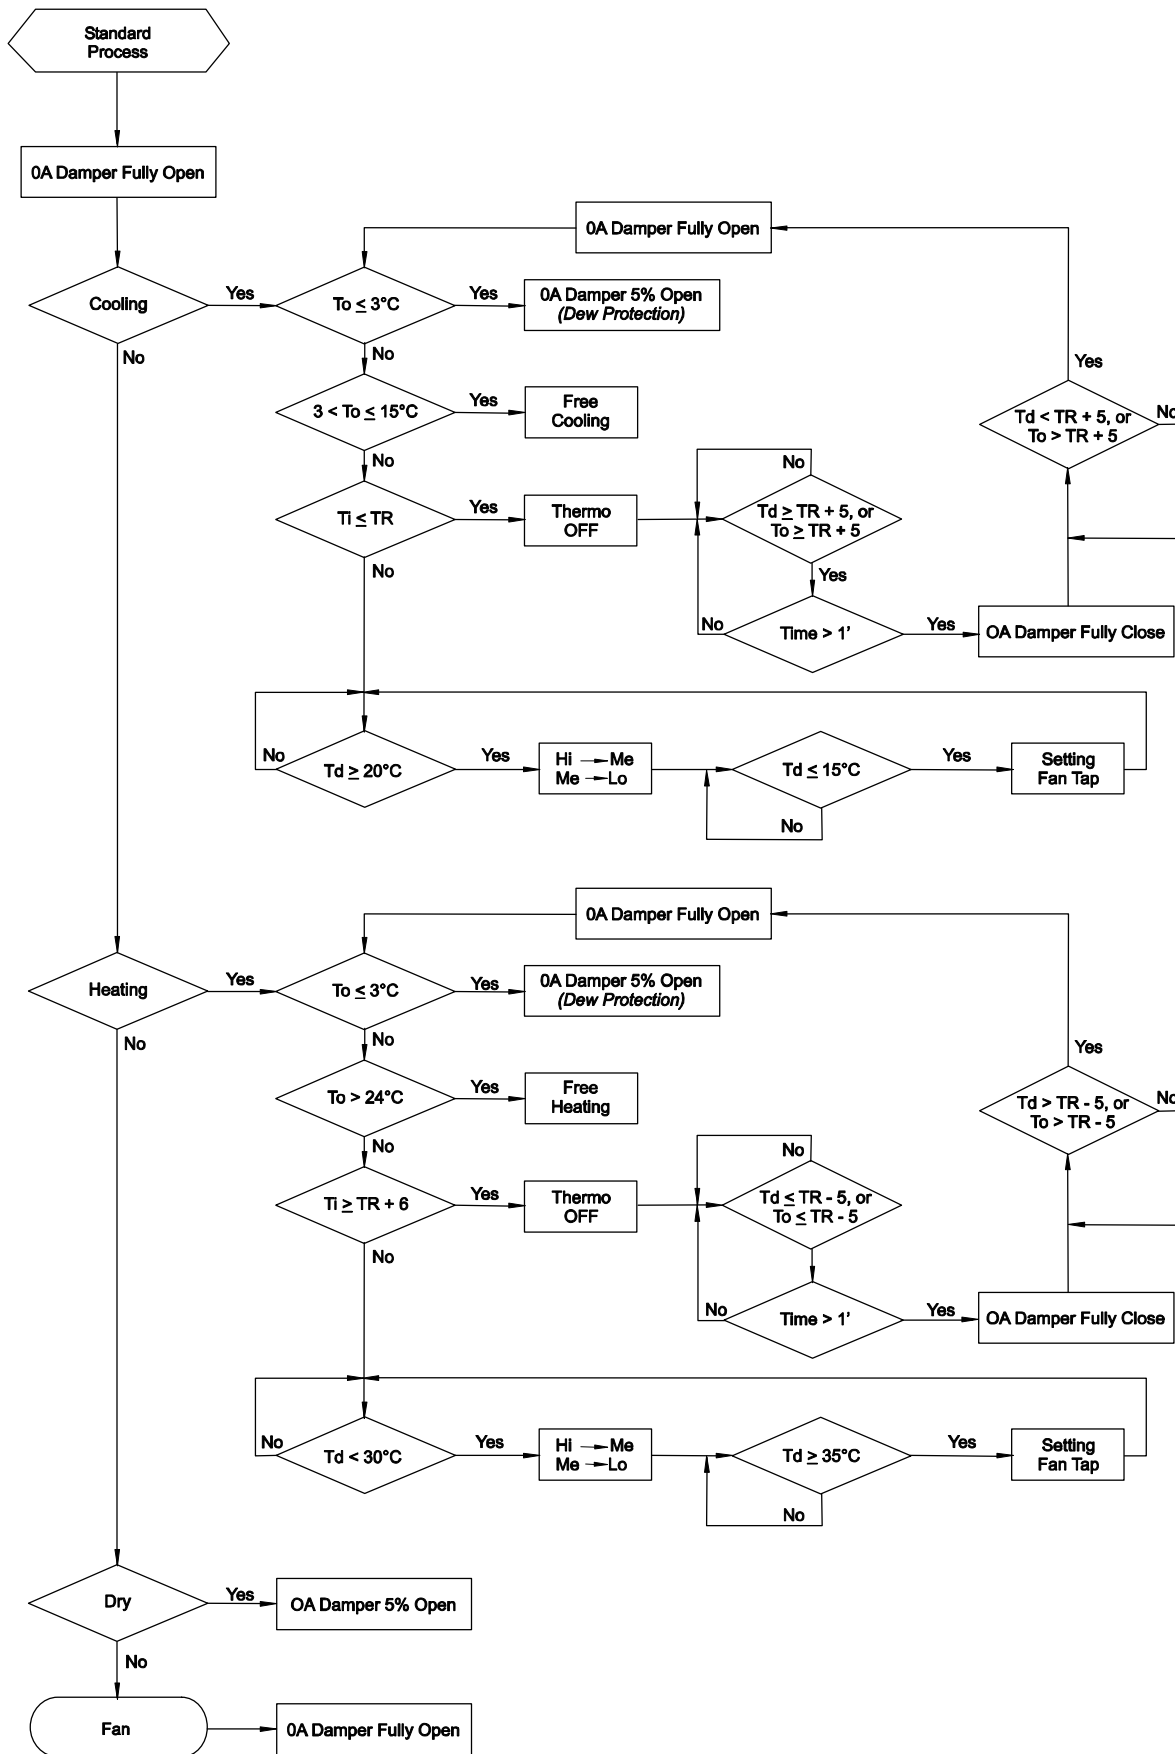 Standard
Process
0A Damper Fully Open
0A Damper Fully Open
Cooling
Yes
To ≤ 3°C
Yes
0A Damper 5% Open
(Dew Protection)
No
No
Yes
3 < To ≤ 15°C
Yes
Free
Cooling
Td < TR + 5, or
To > TR + 5
No
No
No
Ti ≤ TR
Yes
Thermo
OFF
Td ≥ TR + 5, or
To ≥ TR + 5
No
Yes
No
Time > 1’
Yes
OA Damper Fully Close
No
Td ≥ 20°C
Yes
Hi → Me
Me → Lo
Td ≤ 15°C
Yes
Setting
Fan Tap
No
0A Damper Fully Open
Heating
Yes
To ≤ 3°C
Yes
0A Damper 5% Open
(Dew Protection)
No
No
Yes
To > 24°C
Yes
Free
Heating
Td > TR - 5, or
To > TR - 5
No
No
No
Ti ≥ TR + 6
Yes
Thermo
OFF
Td ≤ TR - 5, or
To ≤ TR - 5
No
No
Time > 1’
Yes
OA Damper Fully Close
No
Td < 30°C
Yes
Hi → Me
Me → Lo
Td ≥ 35°C
Yes
Setting
Fan Tap
No
Dry
Yes
OA Damper 5% Open
No
Fan
0A Damper Fully Open